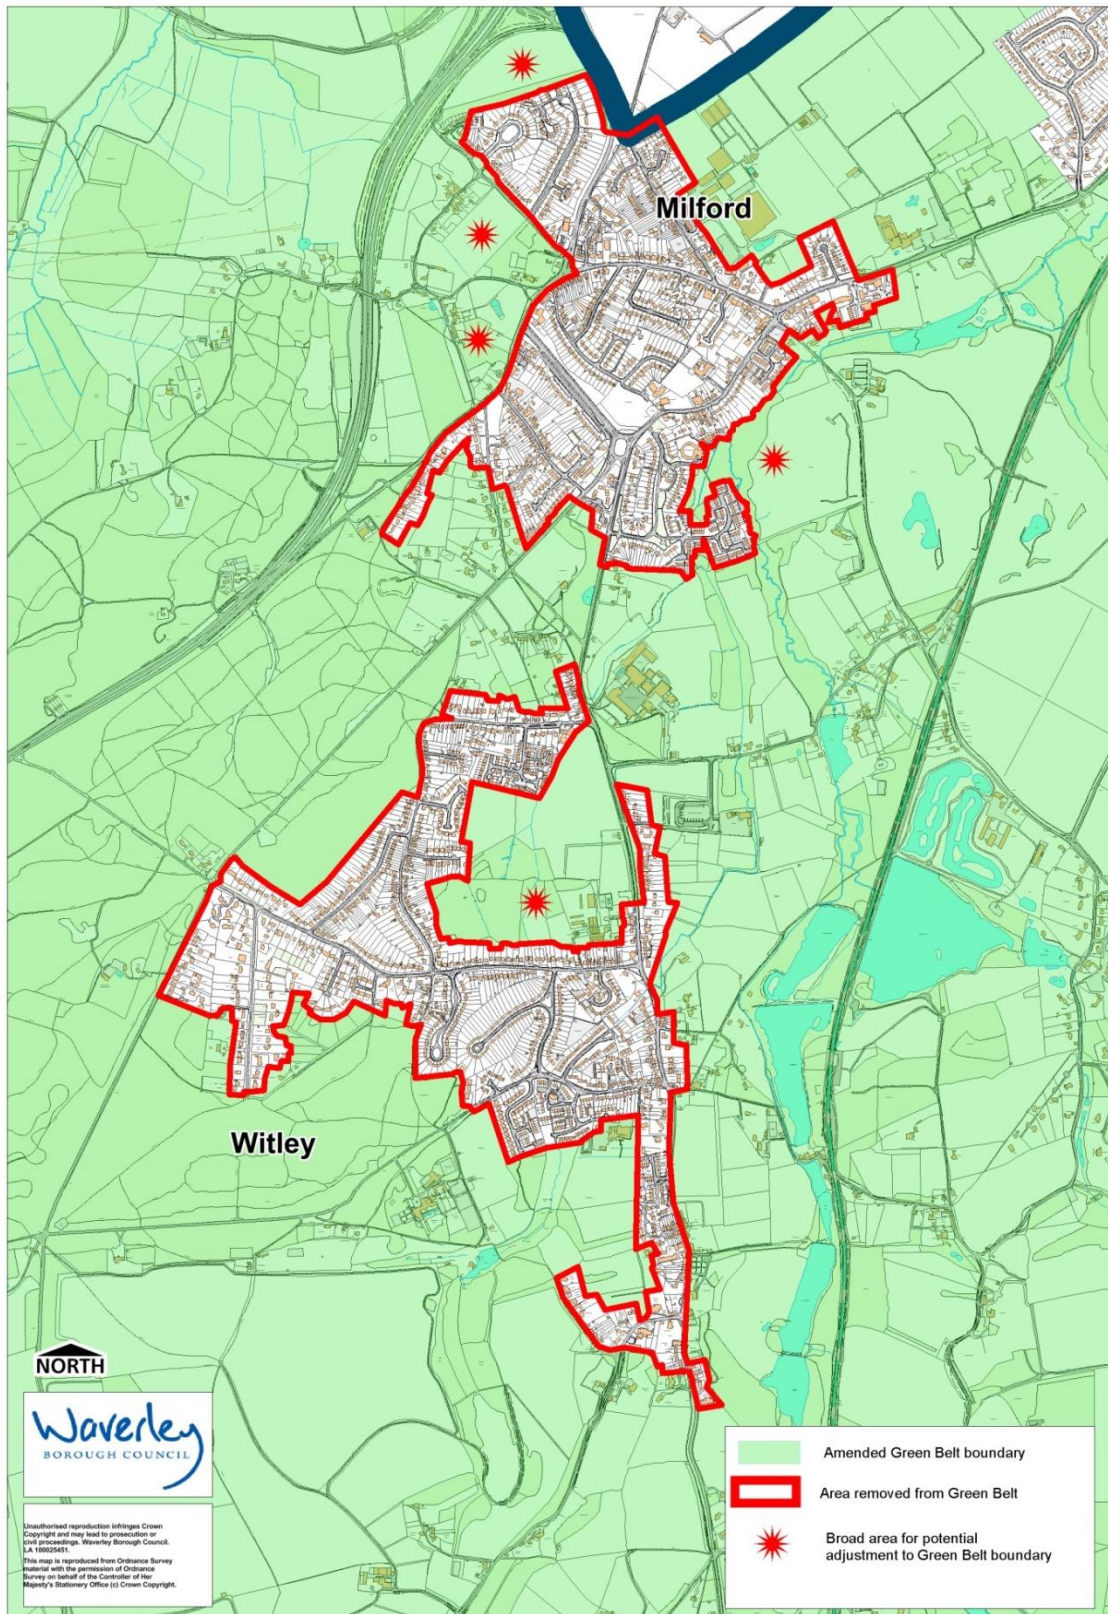 Milford
Witley
NORTH
Waverley
BOROUGH COUNCIL
Unauthorised reproduction infringes Crown
Copyright and may lead to prosecution or
civil proceedings. Waverley Borough Council.
LA 100025451.
This map is reproduced from Ordnance Survey
material with the permission of Ordnance
Survey on behalf of the Controller of Her
Majesty's Stationery Office (c) Crown Copyright.
Amended Green Belt boundary
Area removed from Green Belt
Broad area for potential
adjustment to Green Belt boundary